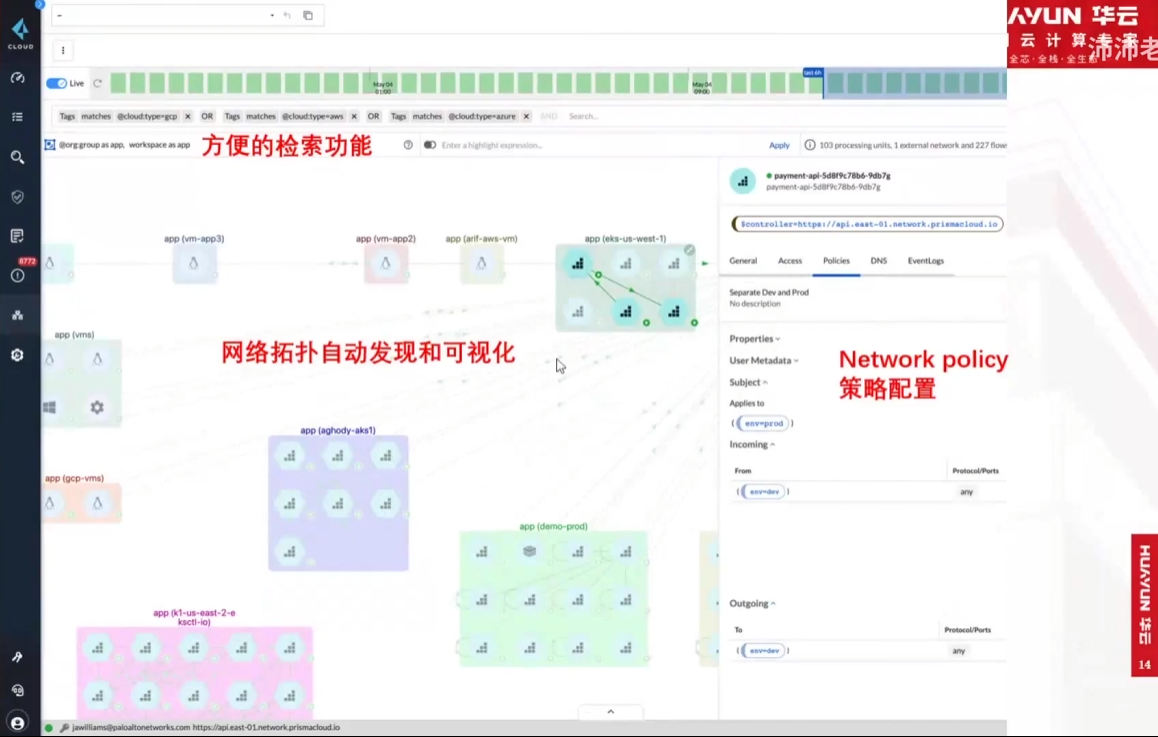 CLOUD
-
Live
May 04
01:00
May 04
09:00
last 6h
Tags matches @cloud:type=gcp × OR Tags matches @cloud:type=aws × OR Tags matches @cloud:type=azure × AND Search...
@org:group as app, workspace as app
方便的检索功能
Enter a highlight expression...
Apply
103 processing units, 1 external network and 227 flow
payment-api-5d8f9c78b6-9db7g
payment-api-5d8f9c78b6-9db7g
$controller=https://api.east-01.network.prismacloud.io
General Access Policies DNS EventLogs
Separate Dev and Prod
No description
Properties
User Metadata
Subject
Applies to
( env=prod )
Incoming
From Protocol/Ports
( env=dev ) any
Outgoing
To Protocol/Ports
( env=dev ) any
Network policy
策略配置
app (vm-app3)
app (vm-app2)
app (arif-aws-vm)
app (eks-us-west-1)
app (vms)
网络拓扑自动发现和可视化
app (aghody-aks1)
app (gcp-vms)
app (demo-prod)
app (k1-us-east-2-e
ksctl-io)
8772
jawilliams@paloaltonetworks.com https://api.east-01.network.prismacloud.io
AYUN 华云
云计算专家
全芯·全栈·全生态
沛沛老
HUAYUN 华云
14